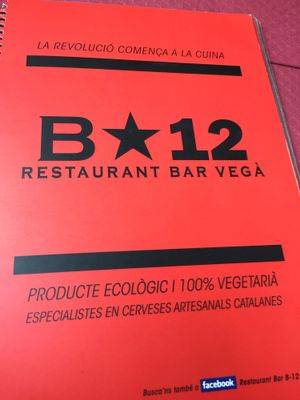 LA REVOLUCIÓ COMENÇA A LA CUINA
B★12
RESTAURANT BAR VEGÀ
PRODUCTE ECOLÒGIC I 100% VEGETARIÀ
ESPECIALISTES EN CERVESES ARTESANALS CATALANES
Busca'ns també a facebook Restaurant Bar B-12